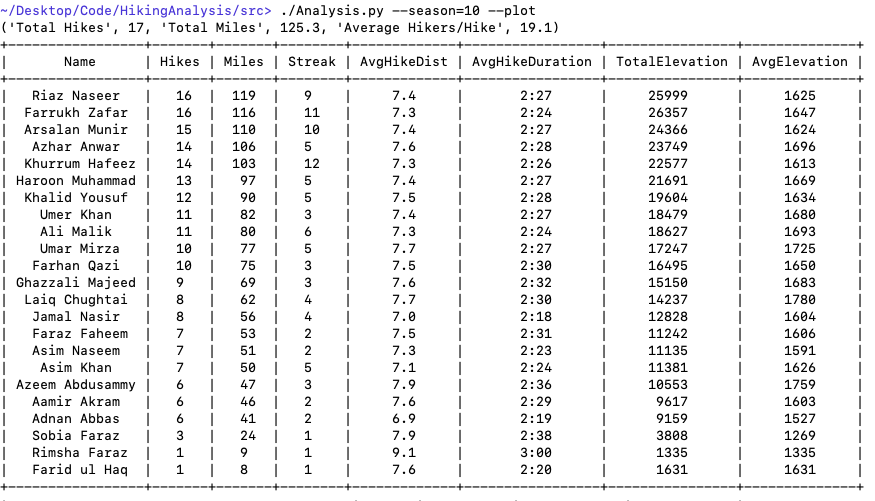 ~/Desktop/Code/HikingAnalysis/src> ./Analysis.py --season=10 --plot
('Total Hikes', 17, 'Total Miles', 125.3, 'Average Hikers/Hike', 19.1)
| Name | Hikes | Miles | Streak | AvgHikeDist | AvgHikeDuration | TotalElevation | AvgElevation |
| Riaz Naseer | 16 | 119 | 9 | 7.4 | 2:27 | 25999 | 1625 |
| Farrukh Zafar | 16 | 116 | 11 | 7.3 | 2:24 | 26357 | 1647 |
| Arsalan Munir | 15 | 110 | 10 | 7.4 | 2:27 | 24366 | 1624 |
| Azhar Anwar | 14 | 106 | 5 | 7.6 | 2:28 | 23749 | 1696 |
| Khurrum Hafeez | 14 | 103 | 12 | 7.3 | 2:26 | 22577 | 1613 |
| Haroon Muhammad | 13 | 97 | 5 | 7.4 | 2:27 | 21691 | 1669 |
| Khalid Yousuf | 12 | 90 | 5 | 7.5 | 2:28 | 19604 | 1634 |
| Umer Khan | 11 | 82 | 3 | 7.4 | 2:27 | 18479 | 1680 |
| Ali Malik | 11 | 80 | 6 | 7.3 | 2:24 | 18627 | 1693 |
| Umar Mirza | 10 | 77 | 5 | 7.7 | 2:27 | 17247 | 1725 |
| Farhan Qazi | 10 | 75 | 3 | 7.5 | 2:30 | 16495 | 1650 |
| Ghazzali Majeed | 9 | 69 | 3 | 7.6 | 2:32 | 15150 | 1683 |
| Laiq Chughtai | 8 | 62 | 4 | 7.7 | 2:30 | 14237 | 1780 |
| Jamal Nasir | 8 | 56 | 4 | 7.0 | 2:18 | 12828 | 1604 |
| Faraz Faheem | 7 | 53 | 2 | 7.5 | 2:31 | 11242 | 1606 |
| Asim Naseem | 7 | 51 | 2 | 7.3 | 2:23 | 11135 | 1591 |
| Asim Khan | 7 | 50 | 5 | 7.1 | 2:24 | 11381 | 1626 |
| Azeem Abdusammy | 6 | 47 | 3 | 7.9 | 2:36 | 10553 | 1759 |
| Aamir Akram | 6 | 46 | 2 | 7.6 | 2:29 | 9617 | 1603 |
| Adnan Abbas | 6 | 41 | 2 | 6.9 | 2:19 | 9159 | 1527 |
| Sobia Faraz | 3 | 24 | 1 | 7.9 | 2:38 | 3808 | 1269 |
| Rimsha Faraz | 1 | 9 | 1 | 9.1 | 3:00 | 1335 | 1335 |
| Farid ul Haq | 1 | 8 | 1 | 7.6 | 2:20 | 1631 | 1631 |